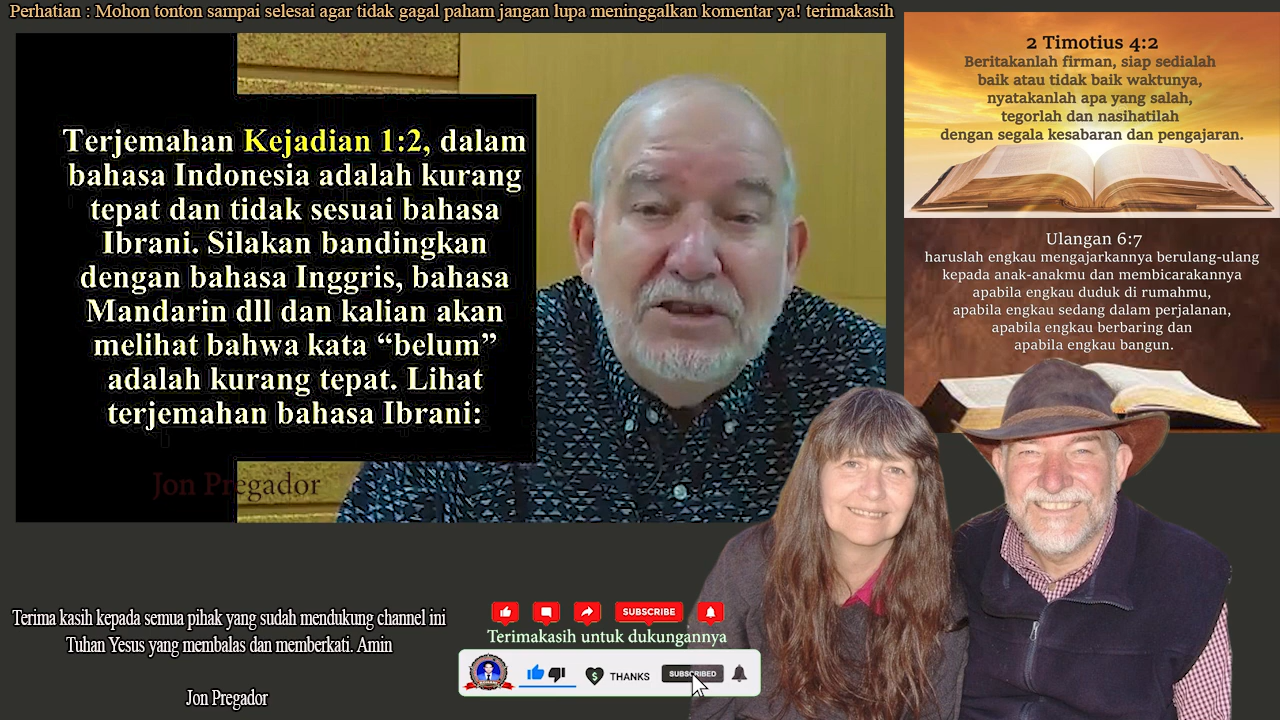 Perhatian : Mohon tonton sampai selesai agar tidak gagal paham jangan lupa meninggalkan komentar ya! terimakasih
Terjemahan Kejadian 1:2, dalam
bahasa Indonesia adalah kurang
tepat dan tidak sesuai bahasa
Ibrani. Silakan bandingkan
dengan bahasa Inggris, bahasa
Mandarin dll dan kalian akan
melihat bahwa kata “belum”
adalah kurang tepat. Lihat
terjemahan bahasa Ibrani:
Jon Pregador
2 Timotius 4:2
Beritakanlah firman, siap sedialah
baik atau tidak baik waktunya,
nyatakanlah apa yang salah,
tegorlah dan nasihatilah
dengan segala kesabaran dan pengajaran.
Ulangan 6:7
haruslah engkau mengajarkannya berulang-ulang
kepada anak-anakmu dan membicarakannya
apabila engkau duduk di rumahmu,
apabila engkau sedang dalam perjalanan,
apabila engkau berbaring dan
apabila engkau bangun.
Terima kasih kepada semua pihak yang sudah mendukung channel ini
Tuhan Yesus yang membalas dan memberkati. Amin
Jon Pregador
SUBSCRIBE
Terimakasih untuk dukungannya
THANKS
SUBSCRIBED